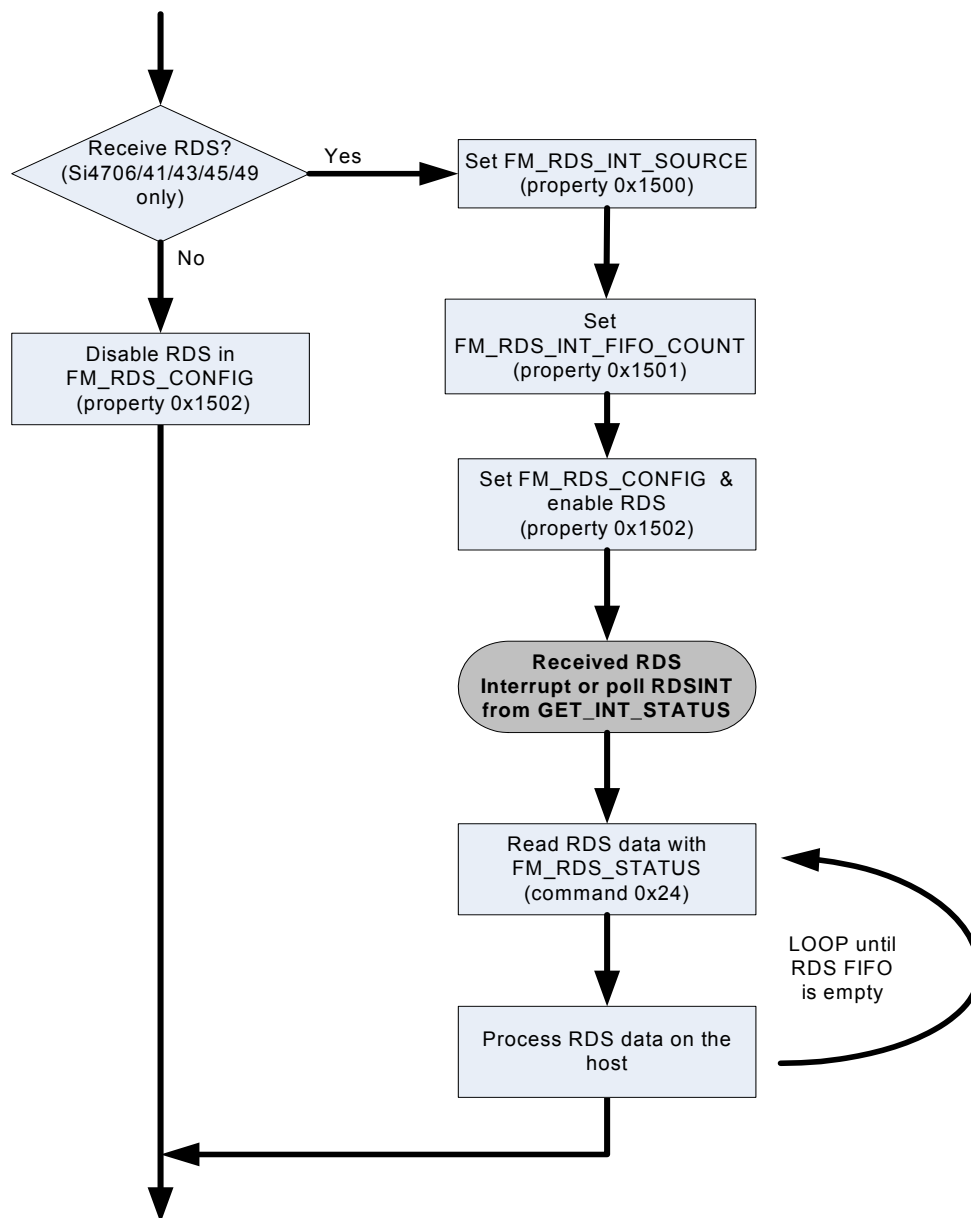 Receive RDS?
(Si4706/41/43/45/49
only)
Yes
No
Set FM_RDS_INT_SOURCE
(property 0x1500)
Set
FM_RDS_INT_FIFO_COUNT
(property 0x1501)
Disable RDS in
FM_RDS_CONFIG
(property 0x1502)
Set FM_RDS_CONFIG &
enable RDS
(property 0x1502)
Received RDS
Interrupt or poll RDSINT
from GET_INT_STATUS
Read RDS data with
FM_RDS_STATUS
(command 0x24)
LOOP until
RDS FIFO
is empty
Process RDS data on the
host